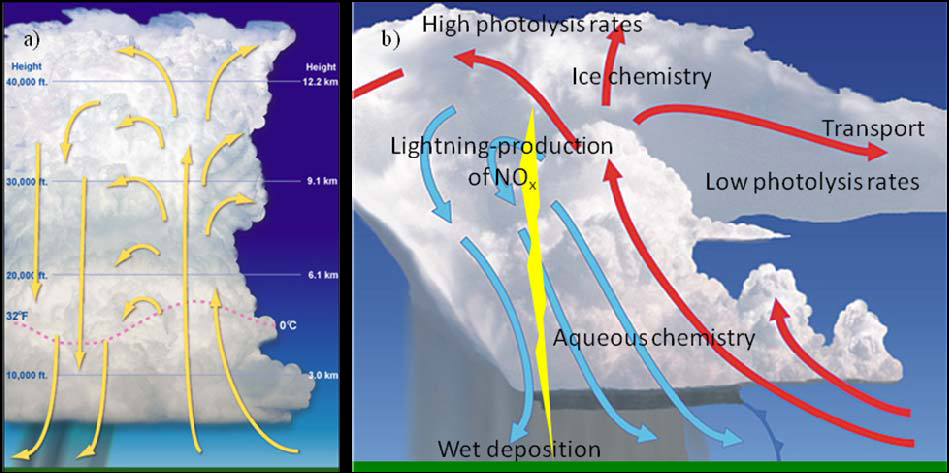 a)
Height
Height
40,000 ft.
12.2 km
30,000 ft.
9.1 km
20,000 ft.
6.1 km
32°F
0°C
10,000 ft.
3.0 km
b)
High photolysis rates
Ice chemistry
Transport
Lightning-production
of NOx
Low photolysis rates
Aqueous chemistry
Wet deposition